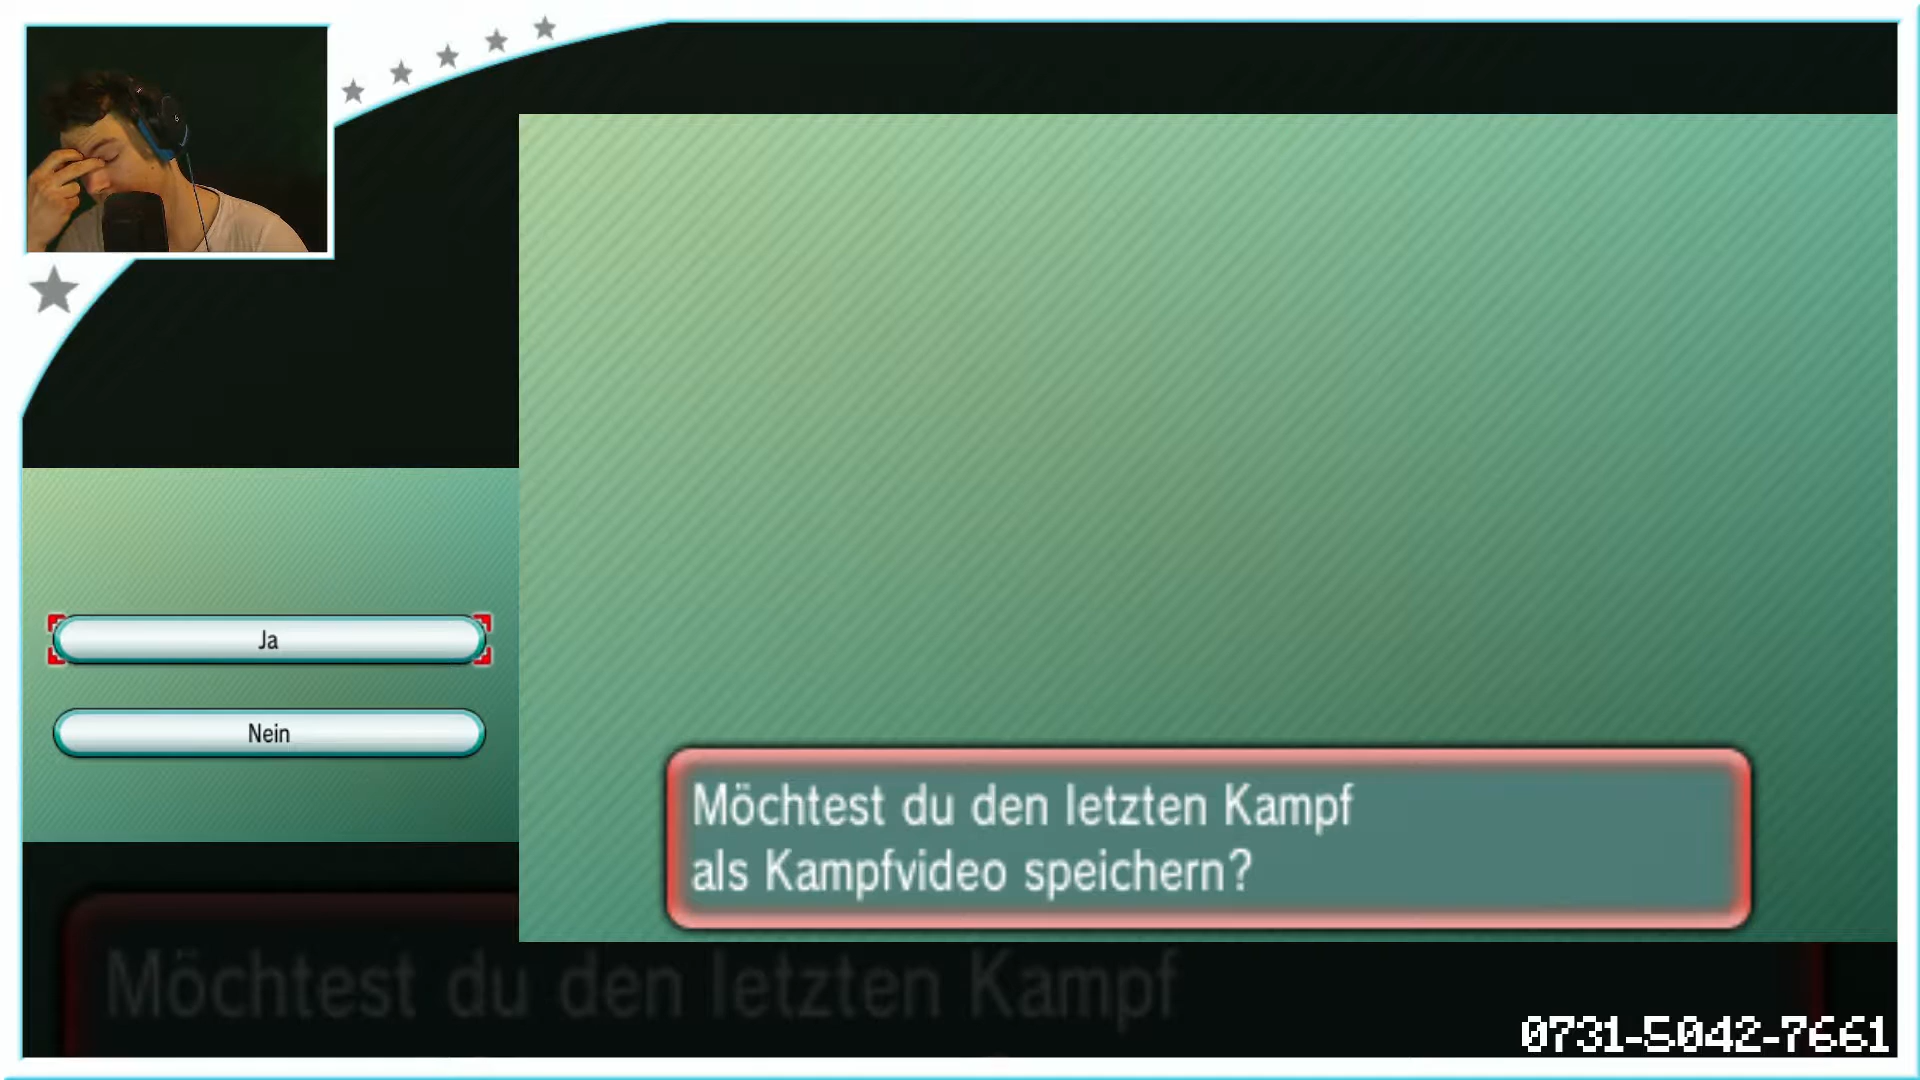 Ja
Nein
Möchtest du den letzten Kampf
als Kampfvideo speichern?
Möchtest du den letzten Kampf
0731-5042-7661